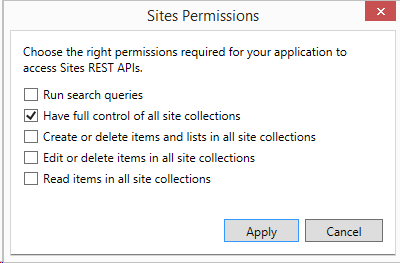 Sites Permissions
Choose the right permissions required for your application to
access Sites REST APIs.
Run search queries
Have full control of all site collections
Create or delete items and lists in all site collections
Edit or delete items in all site collections
Read items in all site collections
Apply
Cancel